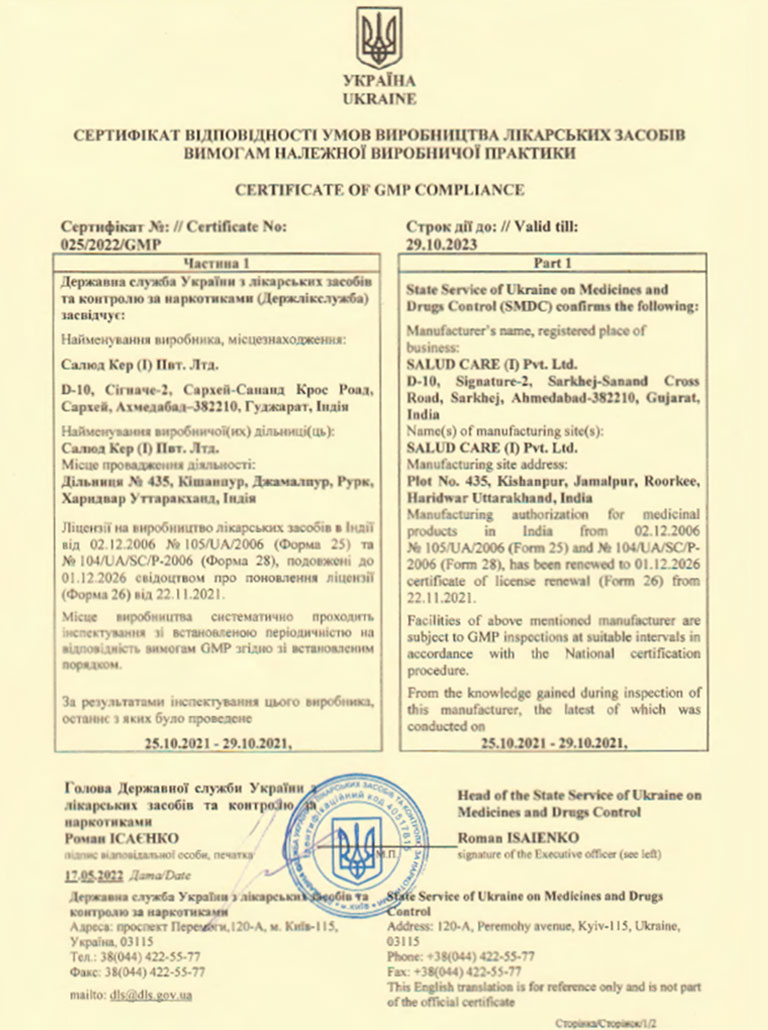 УКРАЇНА
UKRAINE
СЕРТИФІКАТ ВІДПОВІДНОСТІ УМОВ ВИРОБНИЦТВА ЛІКАРСЬКИХ ЗАСОБІВ
ВИМОГАМ НАЛЕЖНОЇ ВИРОБНИЧОЇ ПРАКТИКИ
CERTIFICATE OF GMP COMPLIANCE
Сертифікат №: // Certificate No:
025/2022/GMP
Строк дії до: // Valid till:
29.10.2023
Частина 1
Державна служба України з лікарських засобів
та контролю за наркотиками (Держлікслужба)
засвідчує:
Найменування виробника, місцезнаходження:
Салюд Кер (І) Пвт. Лтд.
D-10, Сігначе-2, Сархей-Сананд Крос Роад,
Сархей, Ахмедабад–382210, Гуджарат, Індія
Найменування виробничої(их) дільниці(ць):
Салюд Кер (І) Пвт. Лтд.
Місце провадження діяльності:
Дільниця № 435, Кішанпур, Джамалпур, Рурк,
Харидвар Уттаракханд, Індія
Ліцензії на виробництво лікарських засобів в Індії
від 02.12.2006 № 105/UA/2006 (Форма 25) та
№ 104/UA/SC/P-2006 (Форма 28), подовжені до
01.12.2026 свідоцтвом про поновлення ліцензії
(Форма 26) від 22.11.2021.
Місце виробництва систематично проходить
інспектування зі встановленою періодичністю на
відповідність вимогам GMP згідно зі встановленим
порядком.
За результатами інспектування цього виробника,
останнє з яких було проведене
25.10.2021 - 29.10.2021,
Part 1
State Service of Ukraine on Medicines and
Drugs Control (SMDC) confirms the following:
Manufacturer's name, registered place of
business:
SALUD CARE (I) Pvt. Ltd.
D-10, Signature-2, Sarkhej-Sanand Cross
Road, Sarkhej, Ahmedabad-382210, Gujarat,
India
Name(s) of manufacturing site(s):
SALUD CARE (I) Pvt. Ltd.
Manufacturing site address:
Plot No. 435, Kishanpur, Jamalpur, Roorkee,
Haridwar Uttarakhand, India
Manufacturing authorization for medicinal
products in India from 02.12.2006
№ 105/UA/2006 (Form 25) and № 104/UA/SC/P-
2006 (Form 28), has been renewed to 01.12.2026
certificate of license renewal (Form 26) from
22.11.2021.
Facilities of above mentioned manufacturer are
subject to GMP inspections at suitable intervals in
accordance with the National certification
procedure.
From the knowledge gained during inspection of
this manufacturer, the latest of which was
conducted on
25.10.2021 - 29.10.2021,
Голова Державної служби України з
лікарських засобів та контролю за
наркотиками
Роман ІСАЄНКО
підпис відповідальної особи, печатка
М.П.
17.05.2022 Дата/Date
Head of the State Service of Ukraine on
Medicines and Drugs Control
Roman ISAIENKO
signature of the Executive officer (see left)
Державна служба України з лікарських засобів та
контролю за наркотиками
Адреса: проспект Перемоги,120-А, м. Київ-115,
Україна, 03115
Тел.: 38(044) 422-55-77
Факс: 38(044) 422-55-77
mailto: dls@dls.gov.ua
State Service of Ukraine on Medicines and Drugs
Control
Address: 120-A, Peremohy avenue, Kyiv-115, Ukraine,
03115
Phone: +38(044) 422-55-77
Fax: +38(044) 422-55-77
This English translation is for reference only and is not part
of the official certificate
Сторінка/Сторінок/1/2